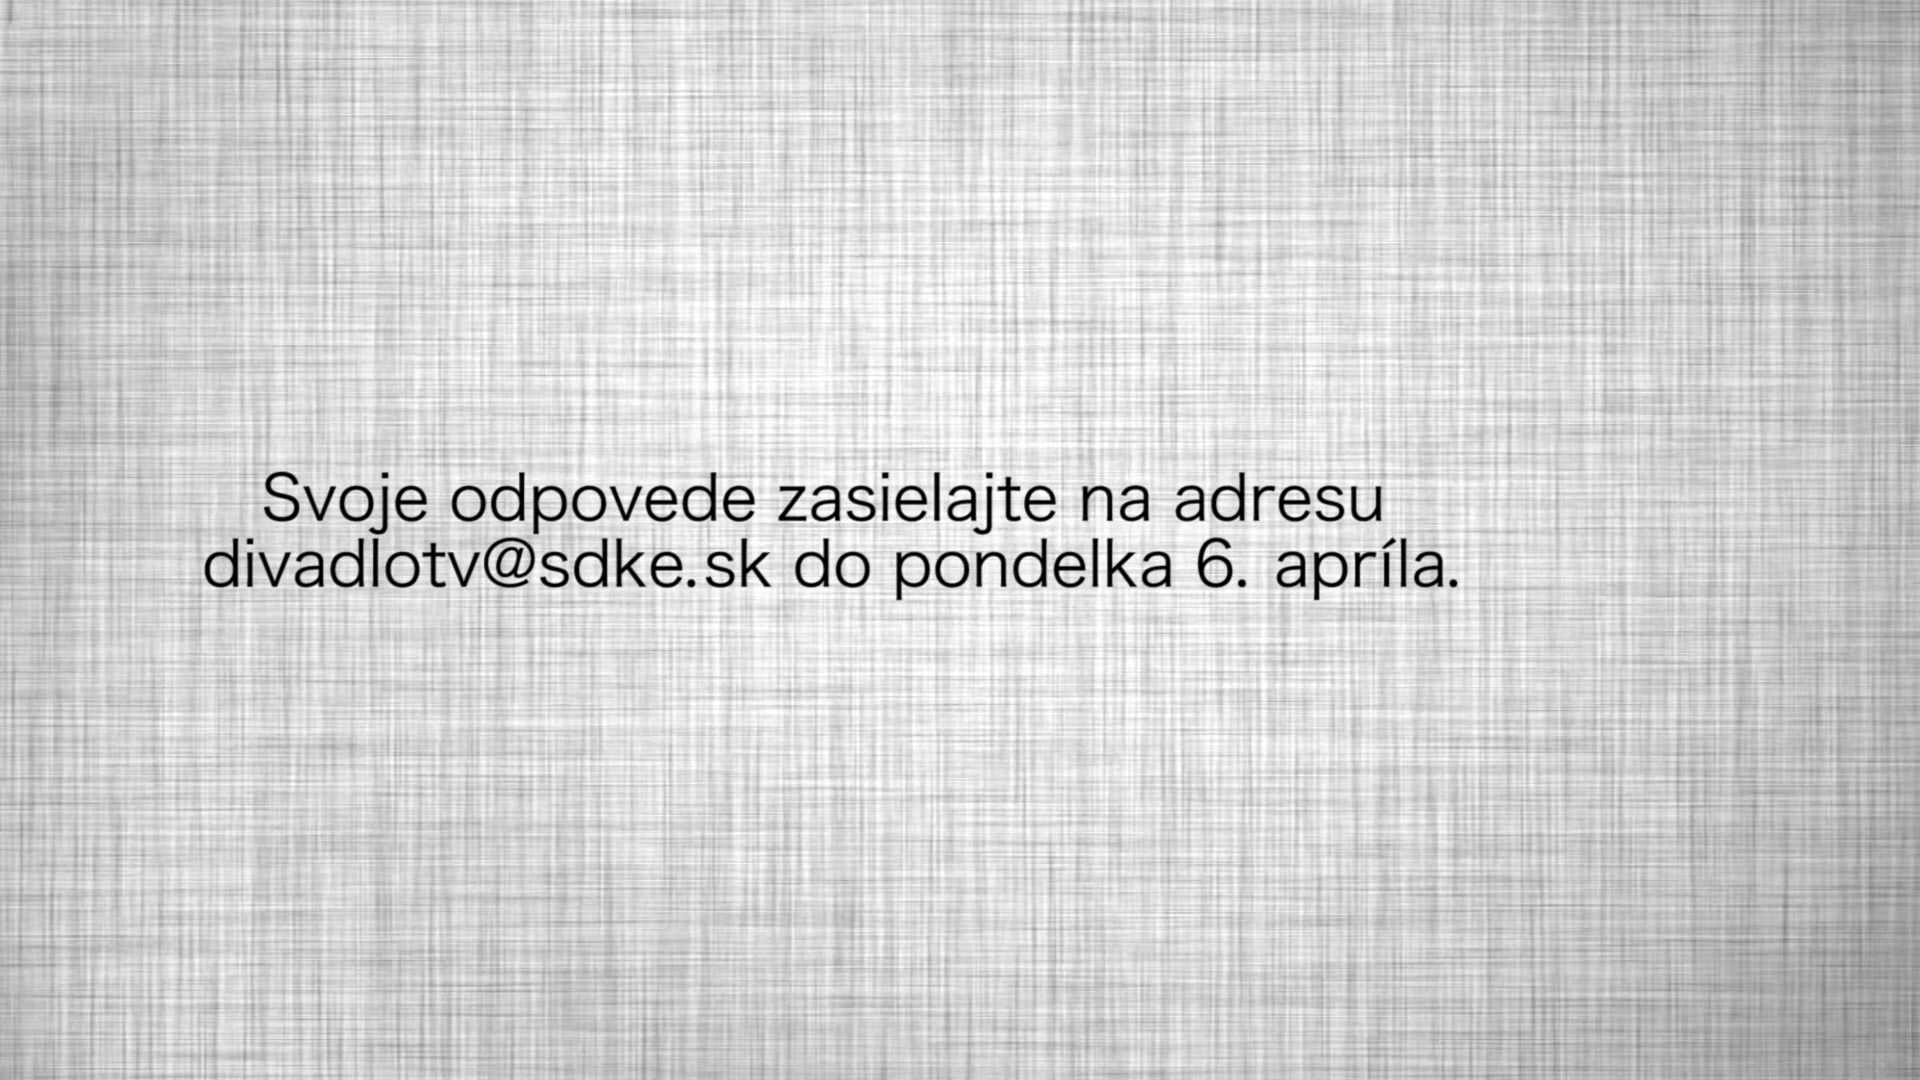 Svoje odpovede zasielajte na adresu
divadlotv@sdke.sk do pondelka 6. apríla.